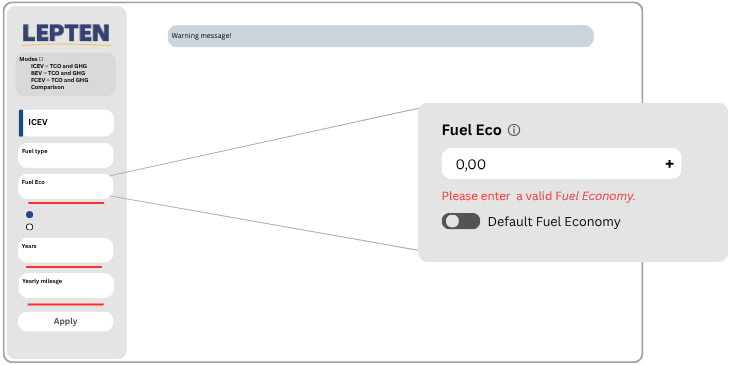 LEPTEN
Modes □
ICEV – TCO and GHG
BEV – TCO and GHG
FCEV – TCO and GHG
Comparison
ICEV
Fuel type
Fuel Eco
Years
Yearly mileage
Apply
Warning message!
Fuel Eco ⓘ
0,00 +
Please enter a valid Fuel Economy.
Default Fuel Economy